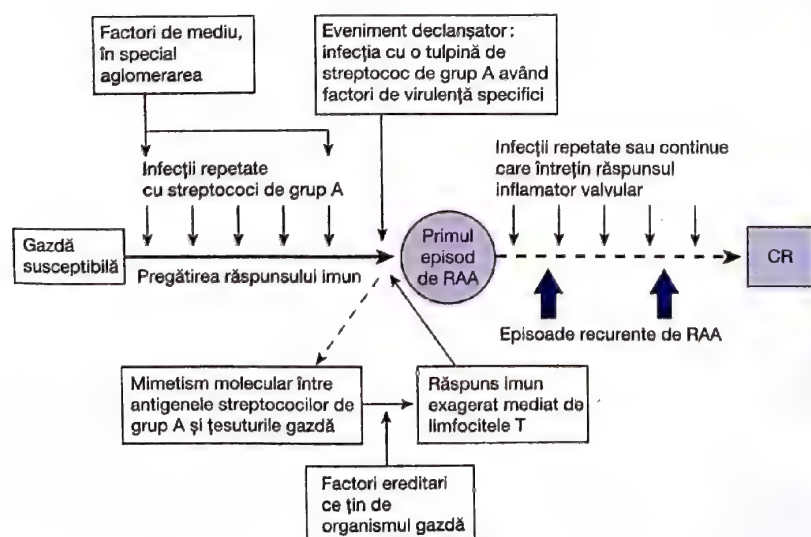 Factori de mediu,
în special
aglomerarea
Eveniment declanșator:
infecția cu o tulpină de
streptococ de grup A având
factori de virulență specifici
Infecții repetate
cu streptococi de grup A
Infecții repetate sau continue
care întrețin răspunsul
inflamator valvular
Gazdă
susceptibilă
Pregătirea răspunsului imun
Primul
episod
de RAA
CR
Episoade recurente de RAA
Mimetism molecular între
antigenele streptococilor de
grup A și țesuturile gazdă
Răspuns imun
exagerat mediat de
limfocitele T
Factori ereditari
ce țin de
organismul gazdă